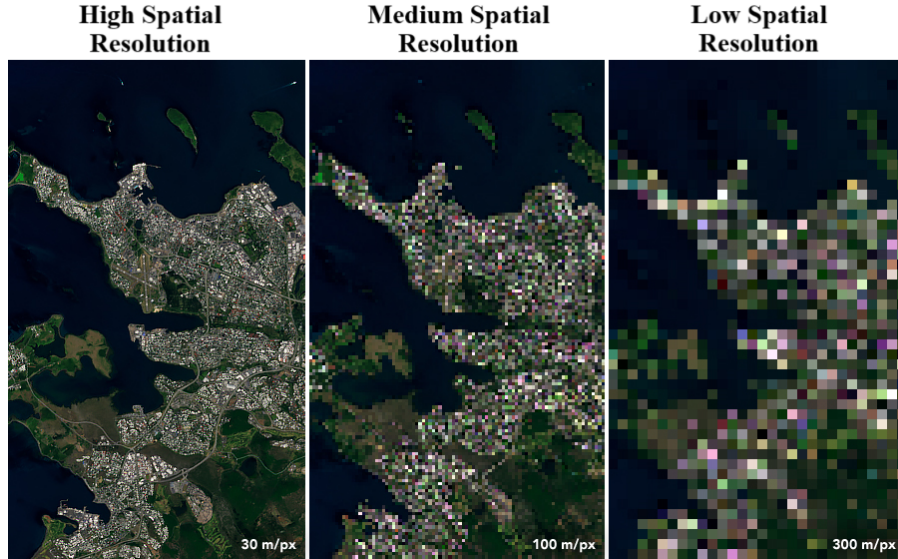 High Spatial
Resolution
Medium Spatial
Resolution
Low Spatial
Resolution
30 m/px
100 m/px
300 m/px